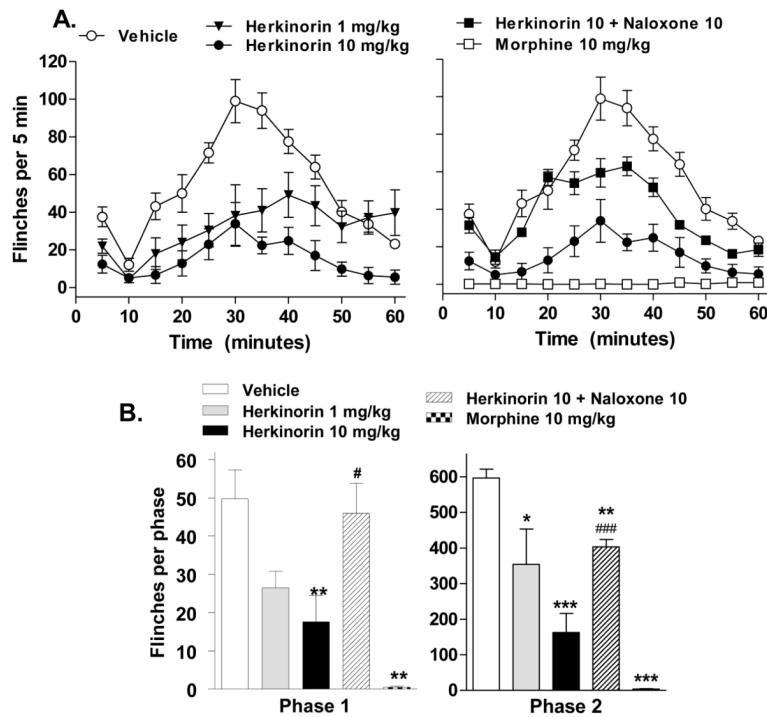 A.
Vehicle
Herkinorin 1 mg/kg
Herkinorin 10 mg/kg
Herkinorin 10 + Naloxone 10
Morphine 10 mg/kg
Flinches per 5 min
120
100
80
60
40
20
0
0 10 20 30 40 50 60
Time (minutes)
0 10 20 30 40 50 60
Time (minutes)
B.
Vehicle
Herkinorin 1 mg/kg
Herkinorin 10 mg/kg
Herkinorin 10 + Naloxone 10
Morphine 10 mg/kg
Flinches per phase
60
50
40
30
20
10
0
**
#
**
Phase 1
600
500
400
300
200
100
0
*
***
**
###
***
Phase 2